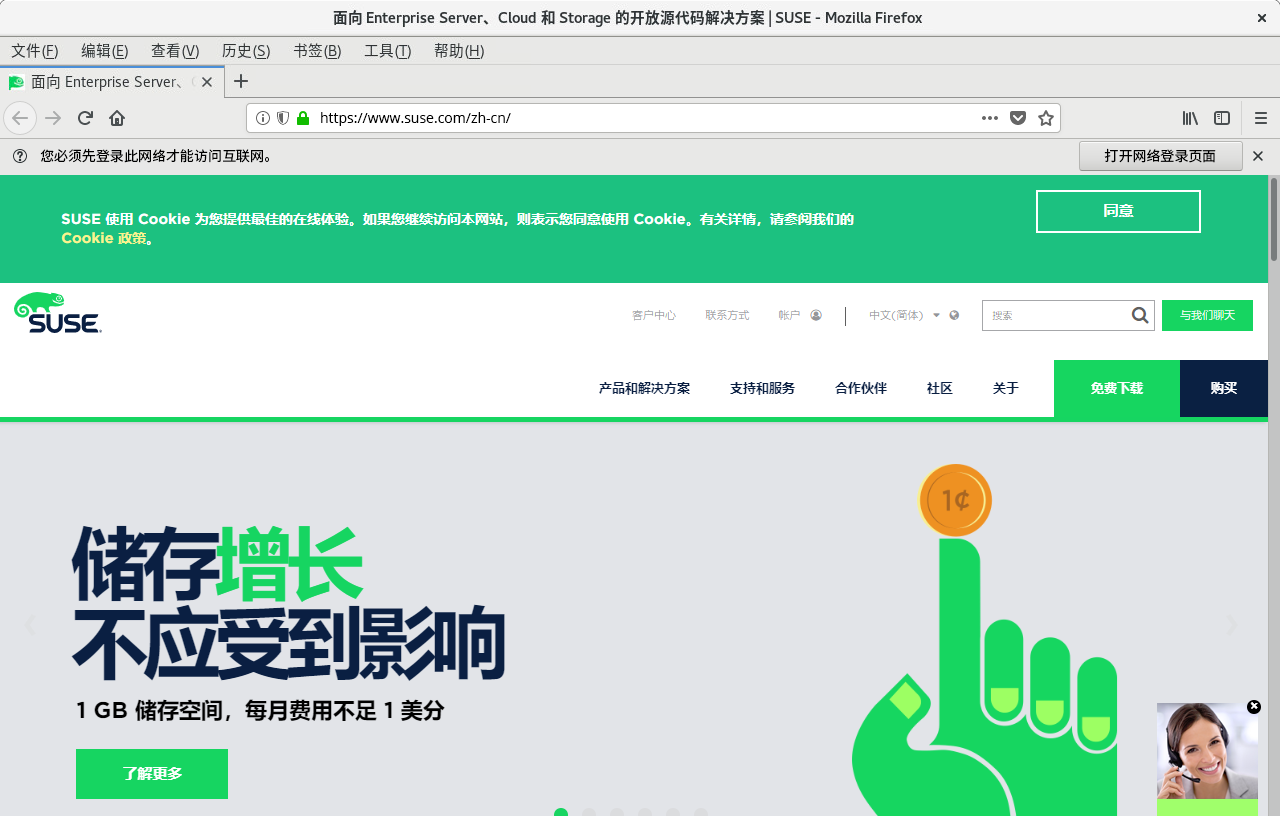 面向 Enterprise Server、Cloud 和 Storage 的开放源代码解决方案 | SUSE - Mozilla Firefox
文件(F) 编辑(E) 查看(V) 历史(S) 书签(B) 工具(T) 帮助(H)
面向 Enterprise Server、
https://www.suse.com/zh-cn/
您必须先登录此网络才能访问互联网。 打开网络登录页面
SUSE 使用 Cookie 为您提供最佳的在线体验。如果您继续访问本网站，则表示您同意使用 Cookie。有关详情，请参阅我们的
Cookie 政策。
同意
SUSE
客户中心 联系方式 帐户 中文(简体) 搜索 与我们聊天
产品和解决方案 支持和服务 合作伙伴 社区 关于 免费下载 购买
1¢
储存增长
不应受到影响
1 GB 储存空间，每月费用不足 1 美分
了解更多